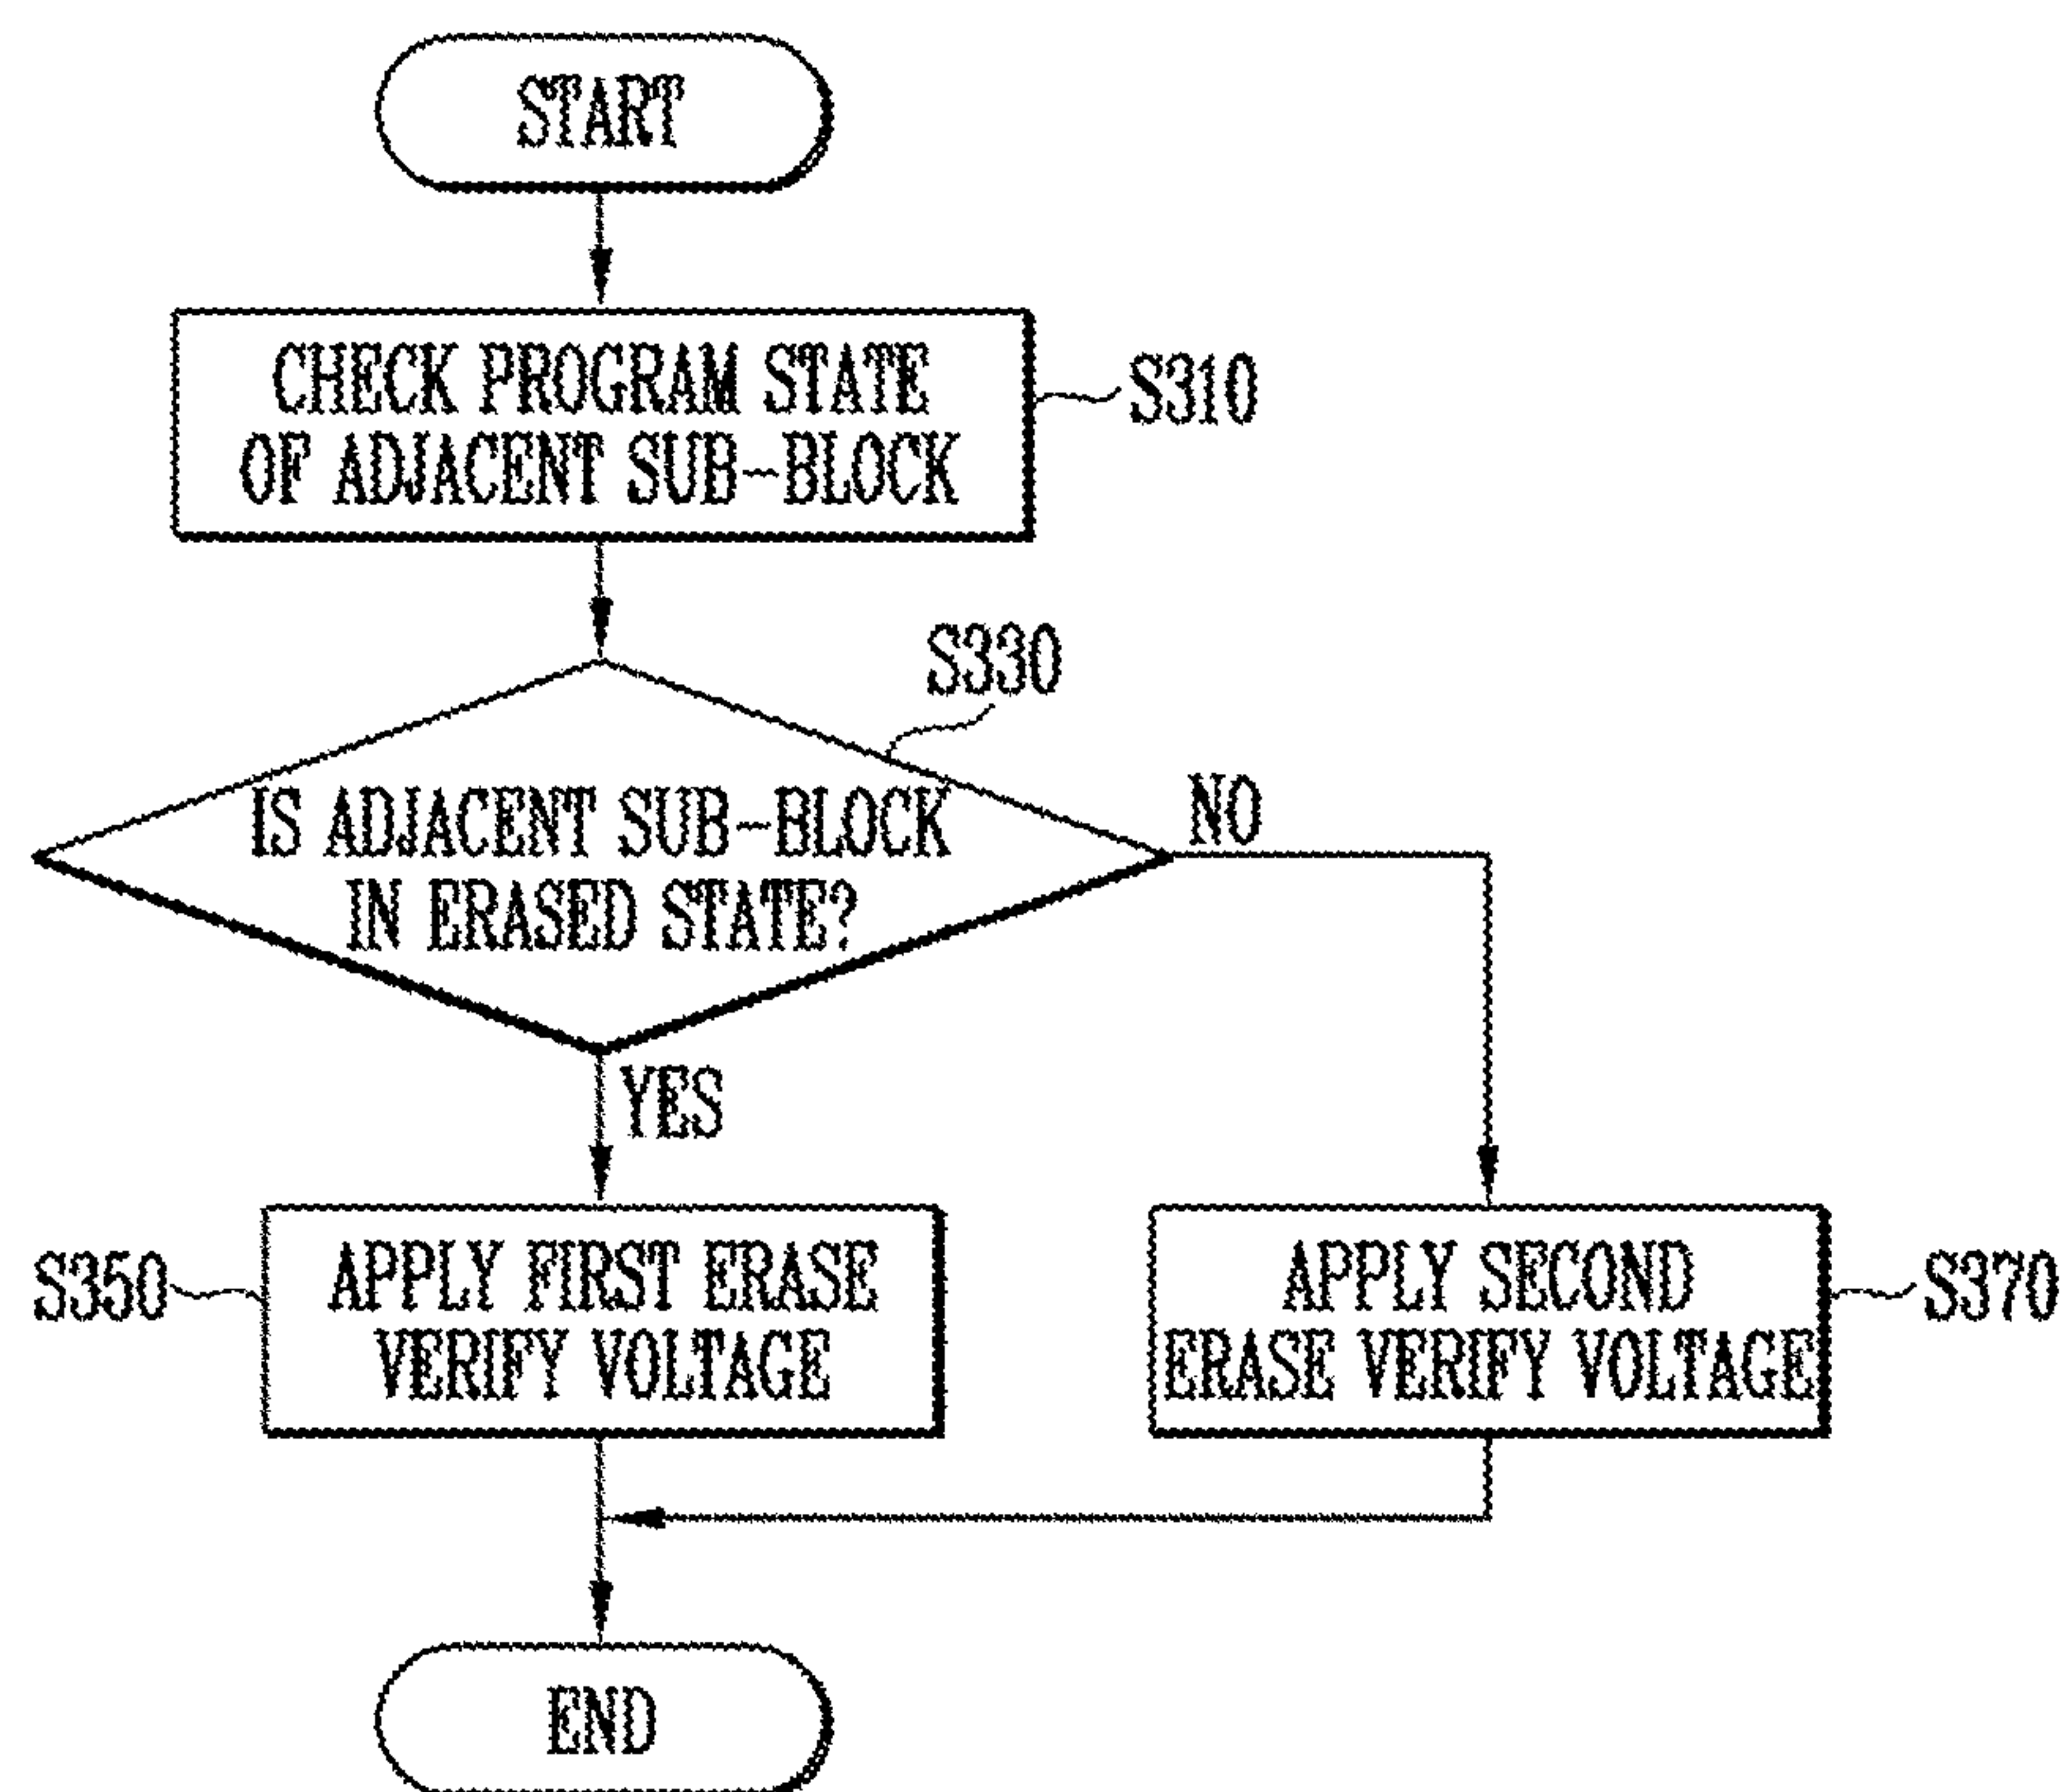 START
CHECK PROGRAM STATE
OF ADJACENT SUB-BLOCK
S310
S330
IS ADJACENT SUB-BLOCK
IN ERASED STATE?
NO
YES
S350
APPLY FIRST ERASE
VERIFY VOLTAGE
APPLY SECOND
ERASE VERIFY VOLTAGE
S370
END